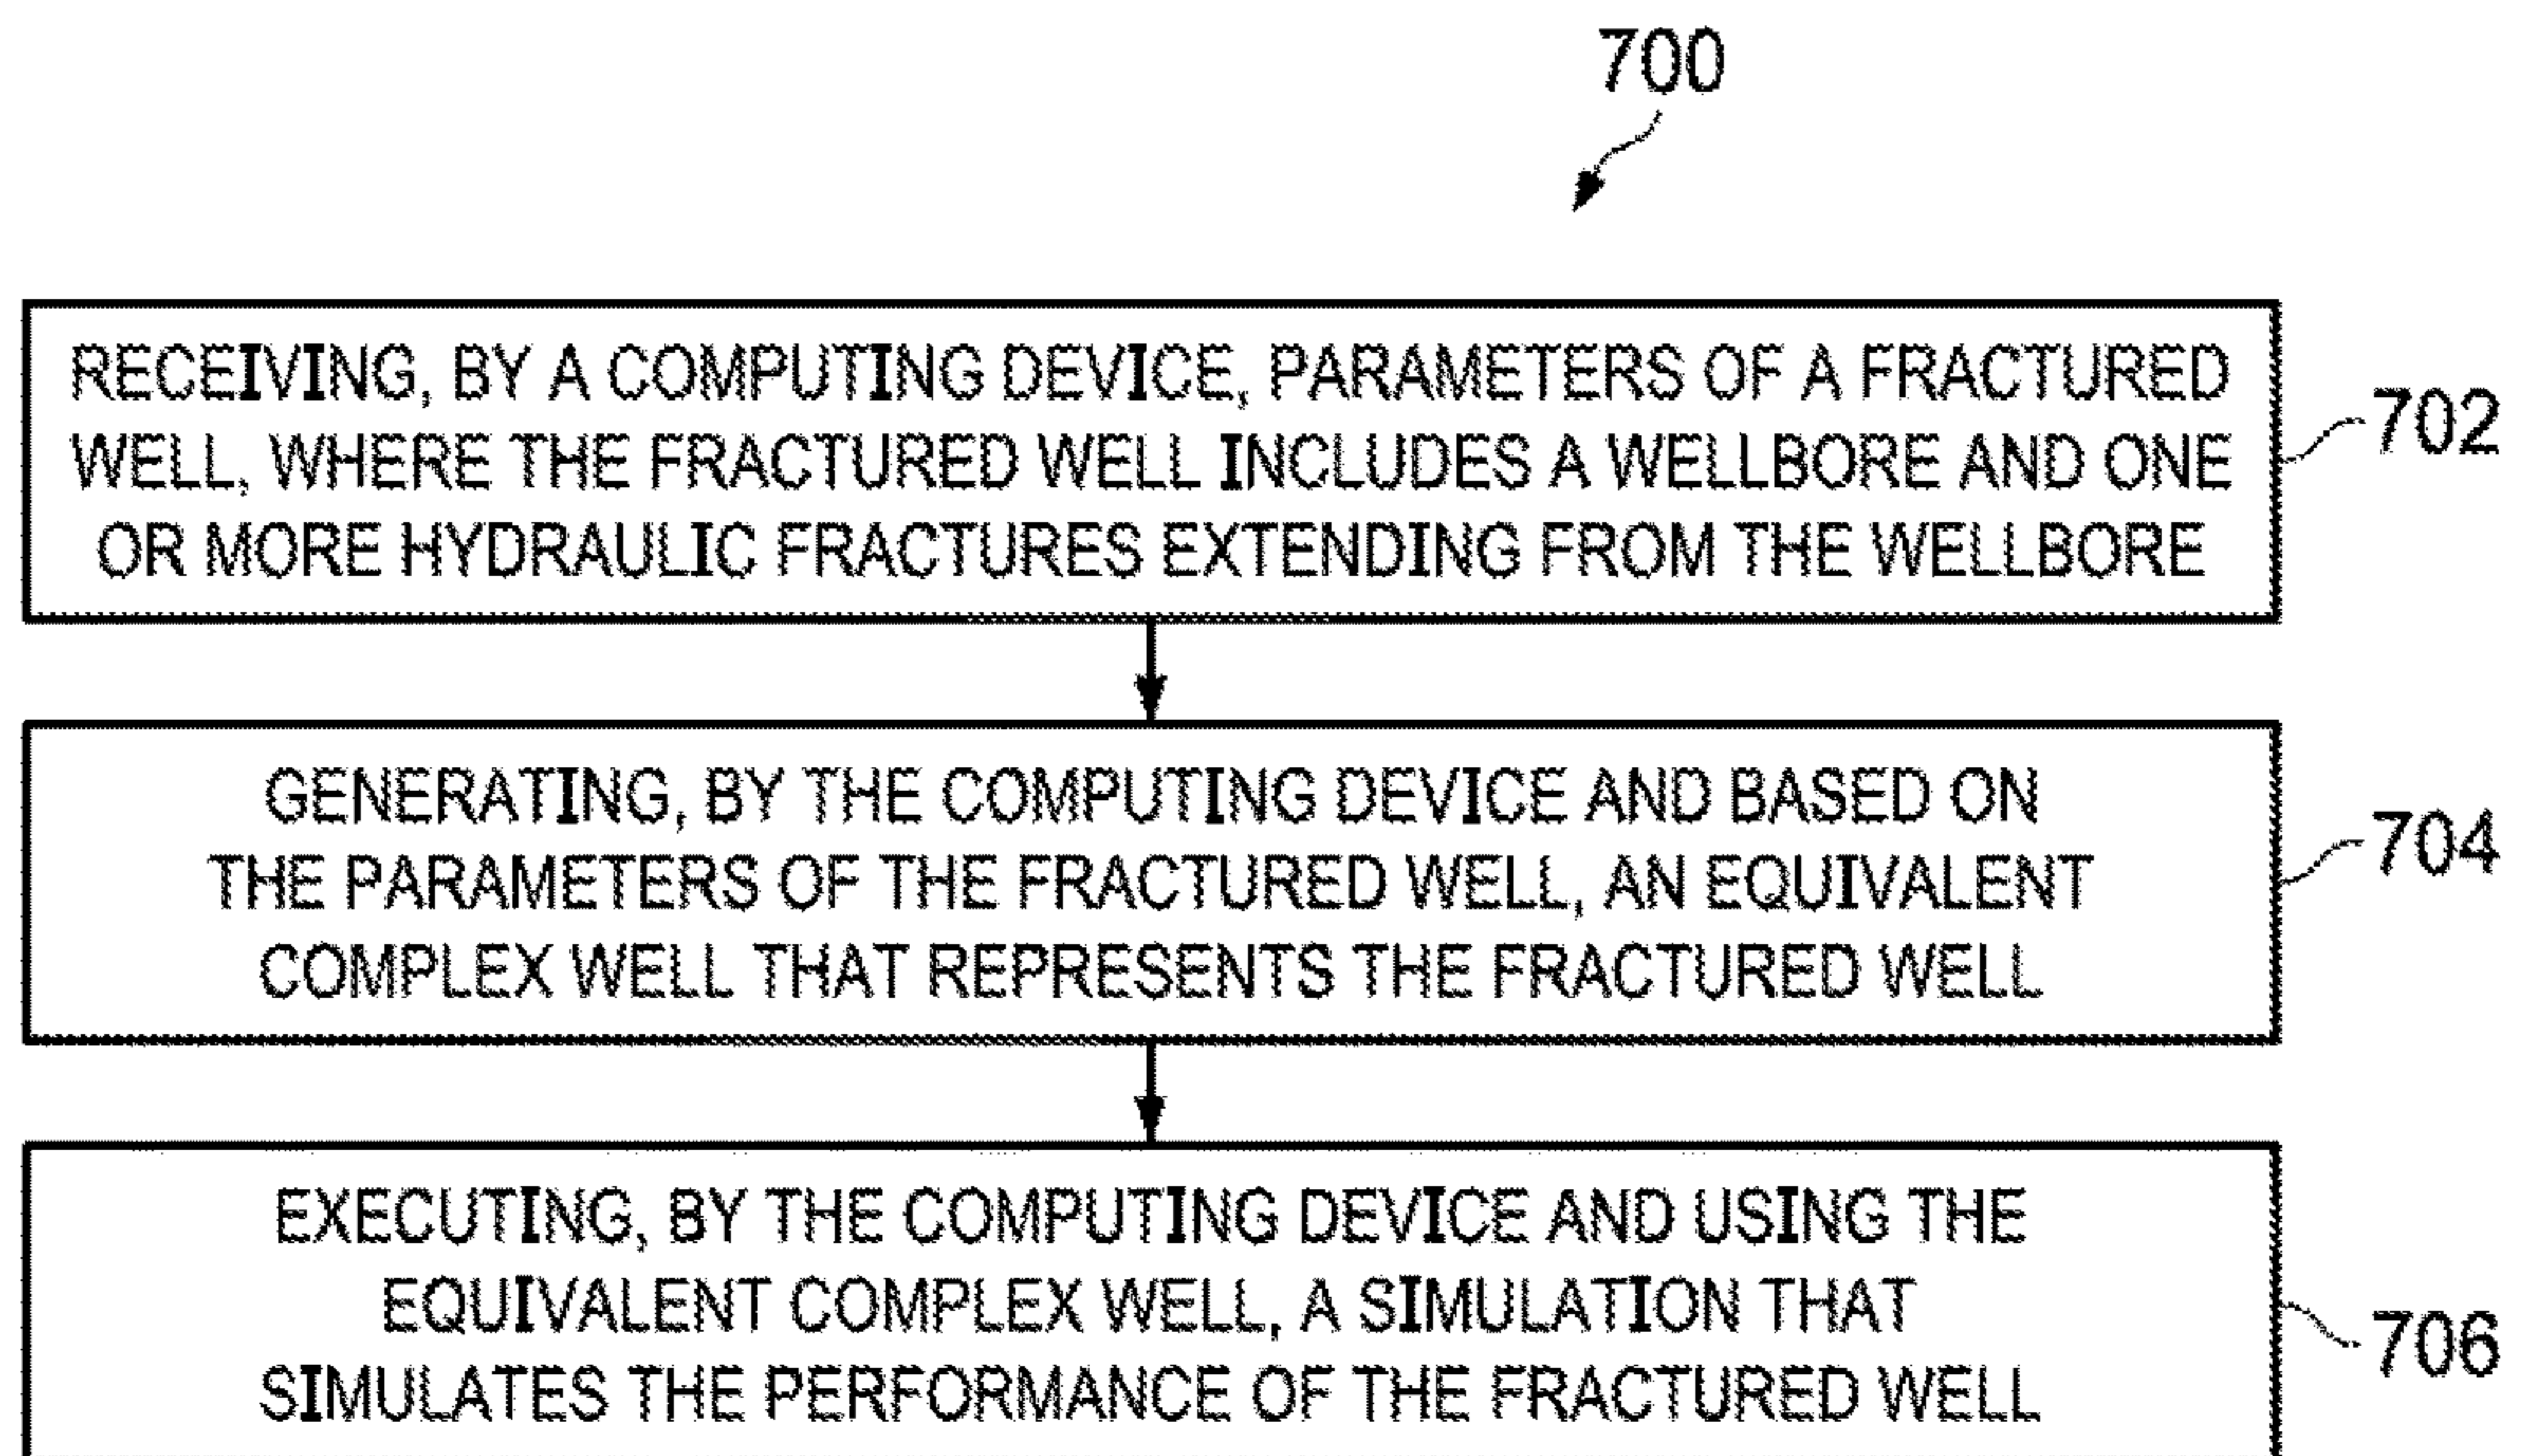 700
RECEIVING, BY A COMPUTING DEVICE, PARAMETERS OF A FRACTURED
WELL, WHERE THE FRACTURED WELL INCLUDES A WELLBORE AND ONE
OR MORE HYDRAULIC FRACTURES EXTENDING FROM THE WELLBORE
702
GENERATING, BY THE COMPUTING DEVICE AND BASED ON
THE PARAMETERS OF THE FRACTURED WELL, AN EQUIVALENT
COMPLEX WELL THAT REPRESENTS THE FRACTURED WELL
704
EXECUTING, BY THE COMPUTING DEVICE AND USING THE
EQUIVALENT COMPLEX WELL, A SIMULATION THAT
SIMULATES THE PERFORMANCE OF THE FRACTURED WELL
706